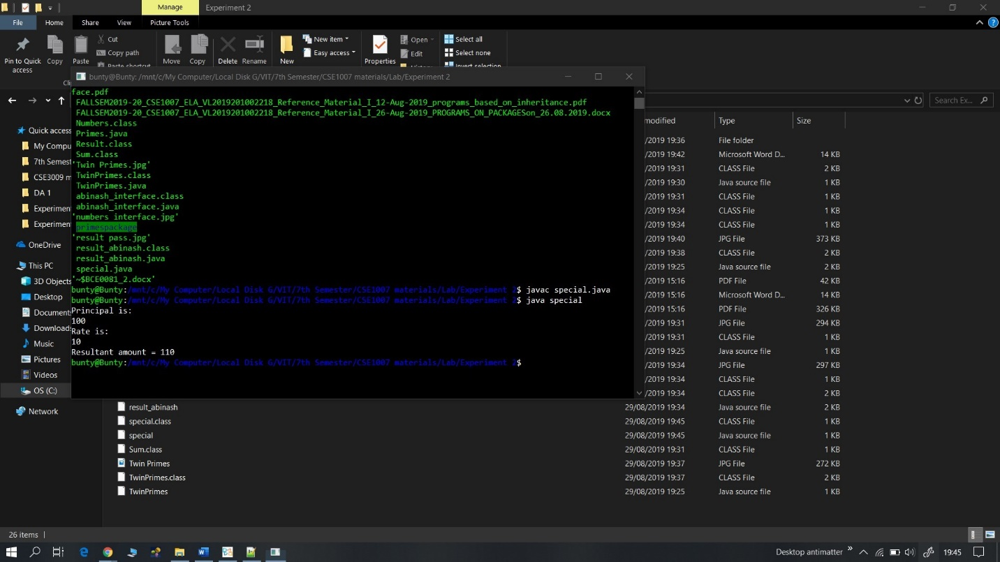 Manage
Experiment 2
File
Home
Share
View
Picture Tools
Pin to Quick access
Copy
Paste
Cut
Copy path
Paste shortcut
Move
Copy
Delete
Rename
New
New item
Easy access
Properties
Open
Edit
History
Select all
Select none
Invert selection
bunty@Bunty: /mnt/c/My Computer/Local Disk G/VIT/7th Semester/CSE1007 materials/Lab/Experiment 2
face.pdf
FALLSEM2019-20_CSE1007_ELA_VL2019201002218_Reference_Material_I_12-Aug-2019_programs_based_on_inheritance.pdf
FALLSEM2019-20_CSE1007_ELA_VL2019201002218_Reference_Material_I_26-Aug-2019_PROGRAMS_ON_PACKAGESon_26.08.2019.docx
Numbers.class
Primes.java
Result.class
Sum.class
'Twin Primes.jpg'
TwinPrimes.class
TwinPrimes.java
abinash_interface.class
abinash_interface.java
'numbers interface.jpg'
primespackage
'result pass.jpg'
result_abinash.class
result_abinash.java
special.java
'~$BCE0081_2.docx'
bunty@Bunty:/mnt/c/My Computer/Local Disk G/VIT/7th Semester/CSE1007 materials/Lab/Experiment 2$ javac special.java
bunty@Bunty:/mnt/c/My Computer/Local Disk G/VIT/7th Semester/CSE1007 materials/Lab/Experiment 2$ java special
Principal is:
100
Rate is:
10
Resultant amount = 110
bunty@Bunty:/mnt/c/My Computer/Local Disk G/VIT/7th Semester/CSE1007 materials/Lab/Experiment 2$
Search Ex...
Quick access
My Compu
7th Semest
CSE3009 m
DA 1
Experimen
Experimen
OneDrive
This PC
3D Objects
Desktop
Document
Downloads
Music
Pictures
Videos
OS (C:)
Network
modified Type Size
/2019 19:36 File folder
/2019 19:42 Microsoft Word D... 14 KB
/2019 19:31 CLASS File 2 KB
/2019 19:30 Java source file 1 KB
/2019 19:31 CLASS File 1 KB
/2019 19:34 CLASS File 1 KB
/2019 19:34 CLASS File 1 KB
/2019 19:40 JPG File 373 KB
/2019 19:38 CLASS File 2 KB
/2019 19:25 Java source file 2 KB
/2019 15:16 PDF File 42 KB
/2019 15:16 Microsoft Word D... 14 KB
/2019 15:16 PDF File 326 KB
/2019 19:31 JPG File 294 KB
/2019 19:31 CLASS File 1 KB
/2019 19:25 Java source file 1 KB
/2019 19:34 JPG File 297 KB
/2019 19:34 CLASS File 1 KB
/2019 19:34 CLASS File 2 KB
result_abinash 29/08/2019 19:34 Java source file 2 KB
special.class 29/08/2019 19:45 CLASS File 1 KB
special 29/08/2019 19:45 Java source file 1 KB
Sum.class 29/08/2019 19:31 CLASS File 1 KB
Twin Primes 29/08/2019 19:37 JPG File 272 KB
TwinPrimes.class 29/08/2019 19:37 CLASS File 2 KB
TwinPrimes 29/08/2019 19:25 Java source file 1 KB
26 items
Desktop antimatter
19:45